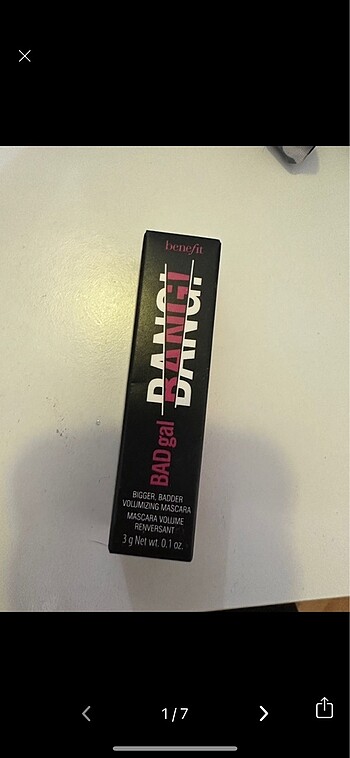 benefit
BAD gal
BANG!
BIGGER, BADDER
VOLUMIZING MASCARA
MASCARA VOLUME
RENVERSANT
3 g Net wt. 0.1 oz.
1/7